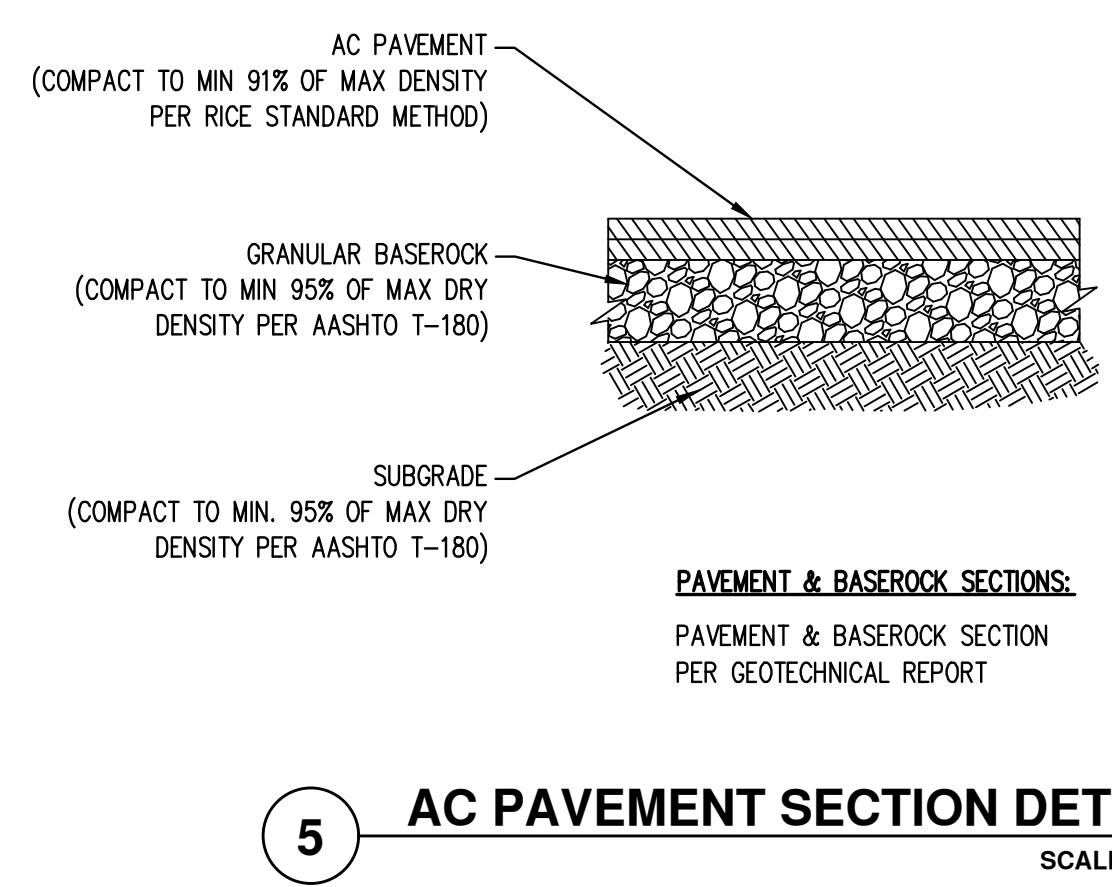 AC PAVEMENT
(COMPACT TO MIN 91% OF MAX DENSITY
PER RICE STANDARD METHOD)
GRANULAR BASEROCK
(COMPACT TO MIN 95% OF MAX DRY
DENSITY PER AASHTO T-180)
SUBGRADE
(COMPACT TO MIN. 95% OF MAX DRY
DENSITY PER AASHTO T-180)
PAVEMENT & BASEROCK SECTIONS:
PAVEMENT & BASEROCK SECTION
PER GEOTECHNICAL REPORT
5
AC PAVEMENT SECTION DET